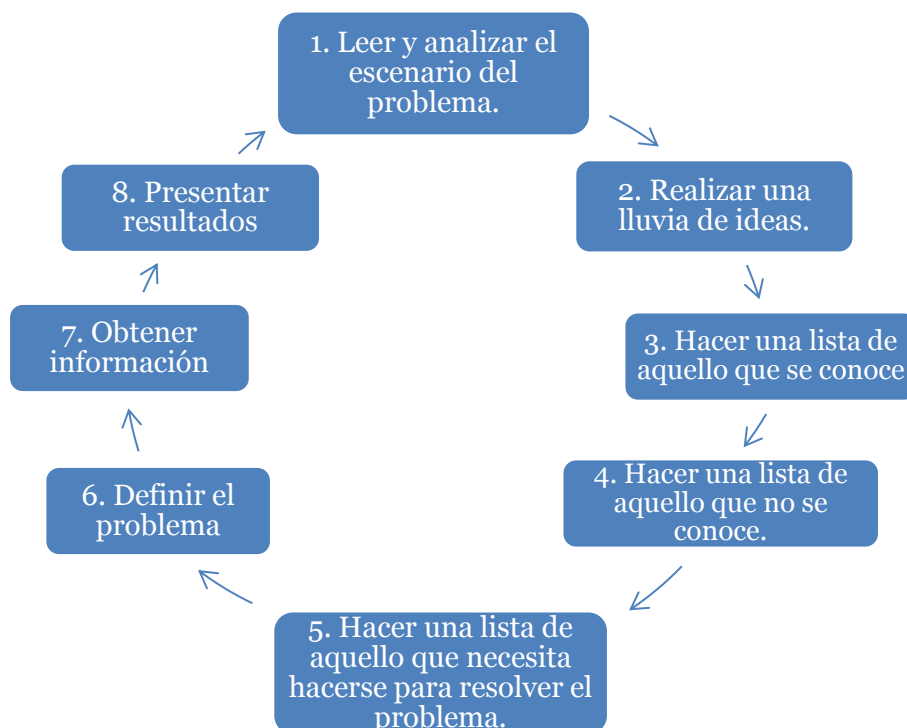 1. Leer y analizar el
escenario del
problema.
2. Realizar una
lluvia de ideas.
3. Hacer una lista de
aquello que se conoce
4. Hacer una lista de
aquello que no se
conoce.
5. Hacer una lista de
aquello que necesita
hacerse para resolver el
problema.
6. Definir el
problema
7. Obtener
información
8. Presentar
resultados